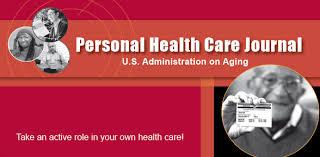 Personal Health Care Journal
U.S. Administration on Aging
Take an active role in your own health care!